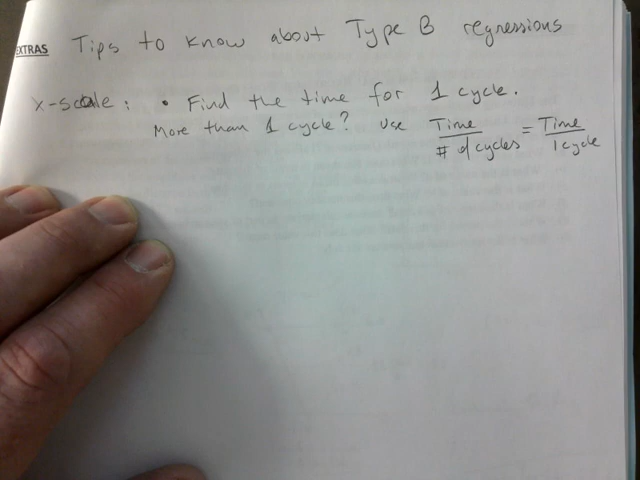 EXTRAS Tips to know about Type B regressions
x-scale: • Find the time for 1 cycle.
More than 1 cycle? Use Time / # of cycles = Time / 1 cycle